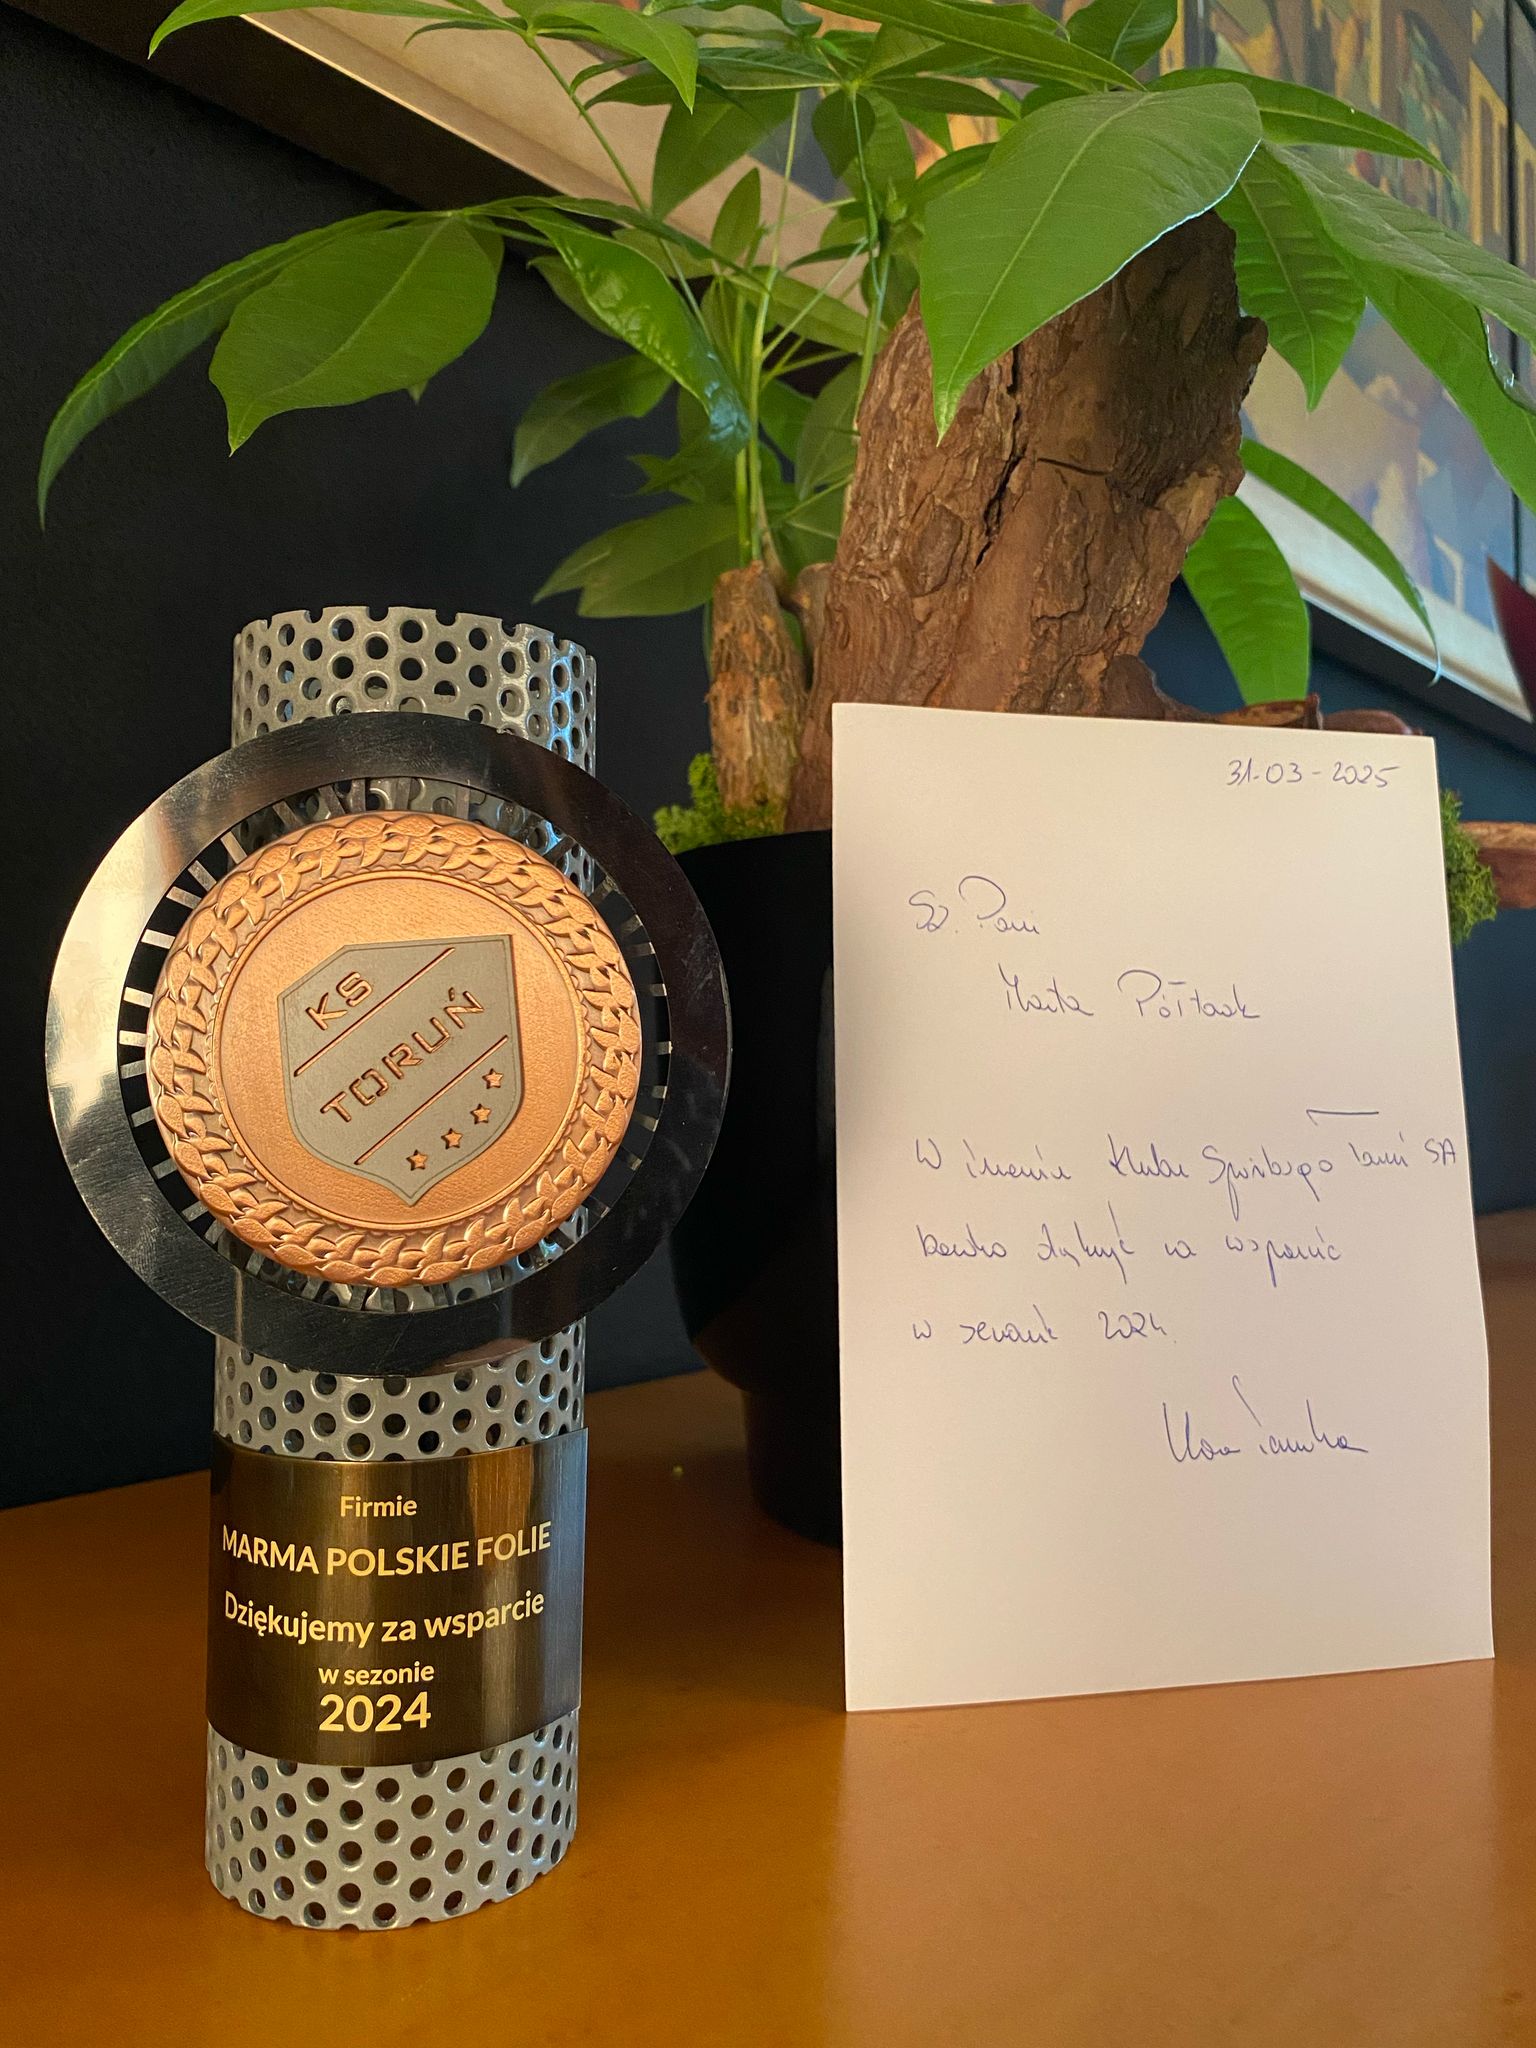 KS
TORUŃ
Firmie
MARMA POLSKIE FOLIE
Dziękujemy za wsparcie
w sezonie
2024
31-03-2025
Sz. Pani
Marta Półtorak
W imieniu Klubu Sportowego Toruń SA
bardzo dziękuję za wsparcie
w sezonie 2024.